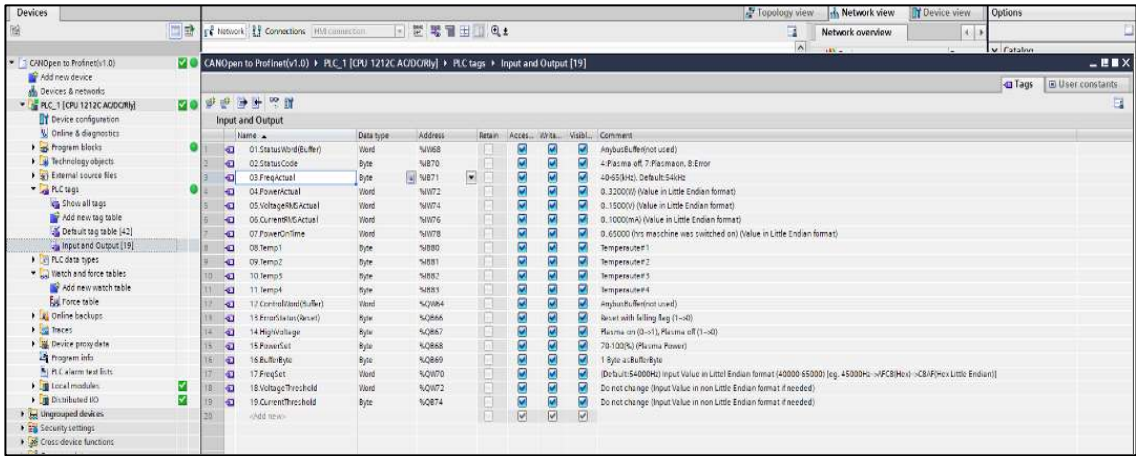 Devices
Topology view
Network view
Device view
Options
Network
Connections
HMI connection
Network overview
Catalog
CANOpen to Profinet(v1.0)
Add new device
Devices & networks
PLC_1 [CPU 1212C AC/DC/Rly]
Device configuration
Online & diagnostics
Program blocks
Technology objects
External source files
PLC tags
Show all tags
Add new tag table
Default tag table [42]
Input and Output [19]
PLC data types
Watch and force tables
Add new watch table
Force table
Online backups
Traces
Device proxy data
Program info
PLC alarm text lists
Local modules
Distributed I/O
Ungrouped devices
Security settings
Cross-device functions
CANOpen to Profinet(v1.0) PLC_1 [CPU 1212C AC/DC/Rly] PLC tags Input and Output [19]
Tags
User constants
Input and Output
Name Data type Address Retain Acces... Writa... Visibl... Comment
1 01.StatusWord(Buffer) Word %IW68 AnybusBuffer(not used)
2 02.StatusCode Byte %IB70 4:Plasma off, 7:Plasmaon, 8:Error
3 03.FreqActual Byte %IB71 40-65(kHz). Default:54kHz
4 04.PowerActual Word %IW72 0..3200(W) (Value in Little Endian format)
5 05.VoltageRMSActual Word %IW74 0..1500(V) (Value in Little Endian format)
6 06.CurrentRMSActual Word %IW76 0..1000(mA) (Value in Little Endian format)
7 07.PowerOnTime Word %IW78 0..65000 (hrs maschine was switched on) (Value in Little Endian format)
8 08.Temp1 Byte %IB80 Temperaute#1
9 09.Temp2 Byte %IB81 Temperaute#2
10 10.Temp3 Byte %IB82 Temperaute#3
11 11.Temp4 Byte %IB83 Temperaute#4
12 12.ControlWord(Buffer) Word %QW64 AnybusBuffer(not used)
13 13.ErrorStatus(Reset) Byte %QB66 Reset with falling flag (1->0)
14 14.HighVoltage Byte %QB67 Plasma on (0->1), Plasma off (1->0)
15 15.PowerSet Byte %QB68 70-100(%) (Plasma Power)
16 16.BufferByte Byte %QB69 1 Byte as BufferByte
17 17.FreqSet Word %QW70 (Default:54000Hz) Input Value in Littel Endian format (40000-65000) [eg. 45000Hz->AFC8(Hex)->C8AF(Hex Little Endian)]
18 18.VoltageThreshold Word %QW72 Do not change (Input Value in non Little Endian format if needed)
19 19.CurrentThreshold Byte %QB74 Do not change (Input Value in non Little Endian format if needed)
20 <Add new>